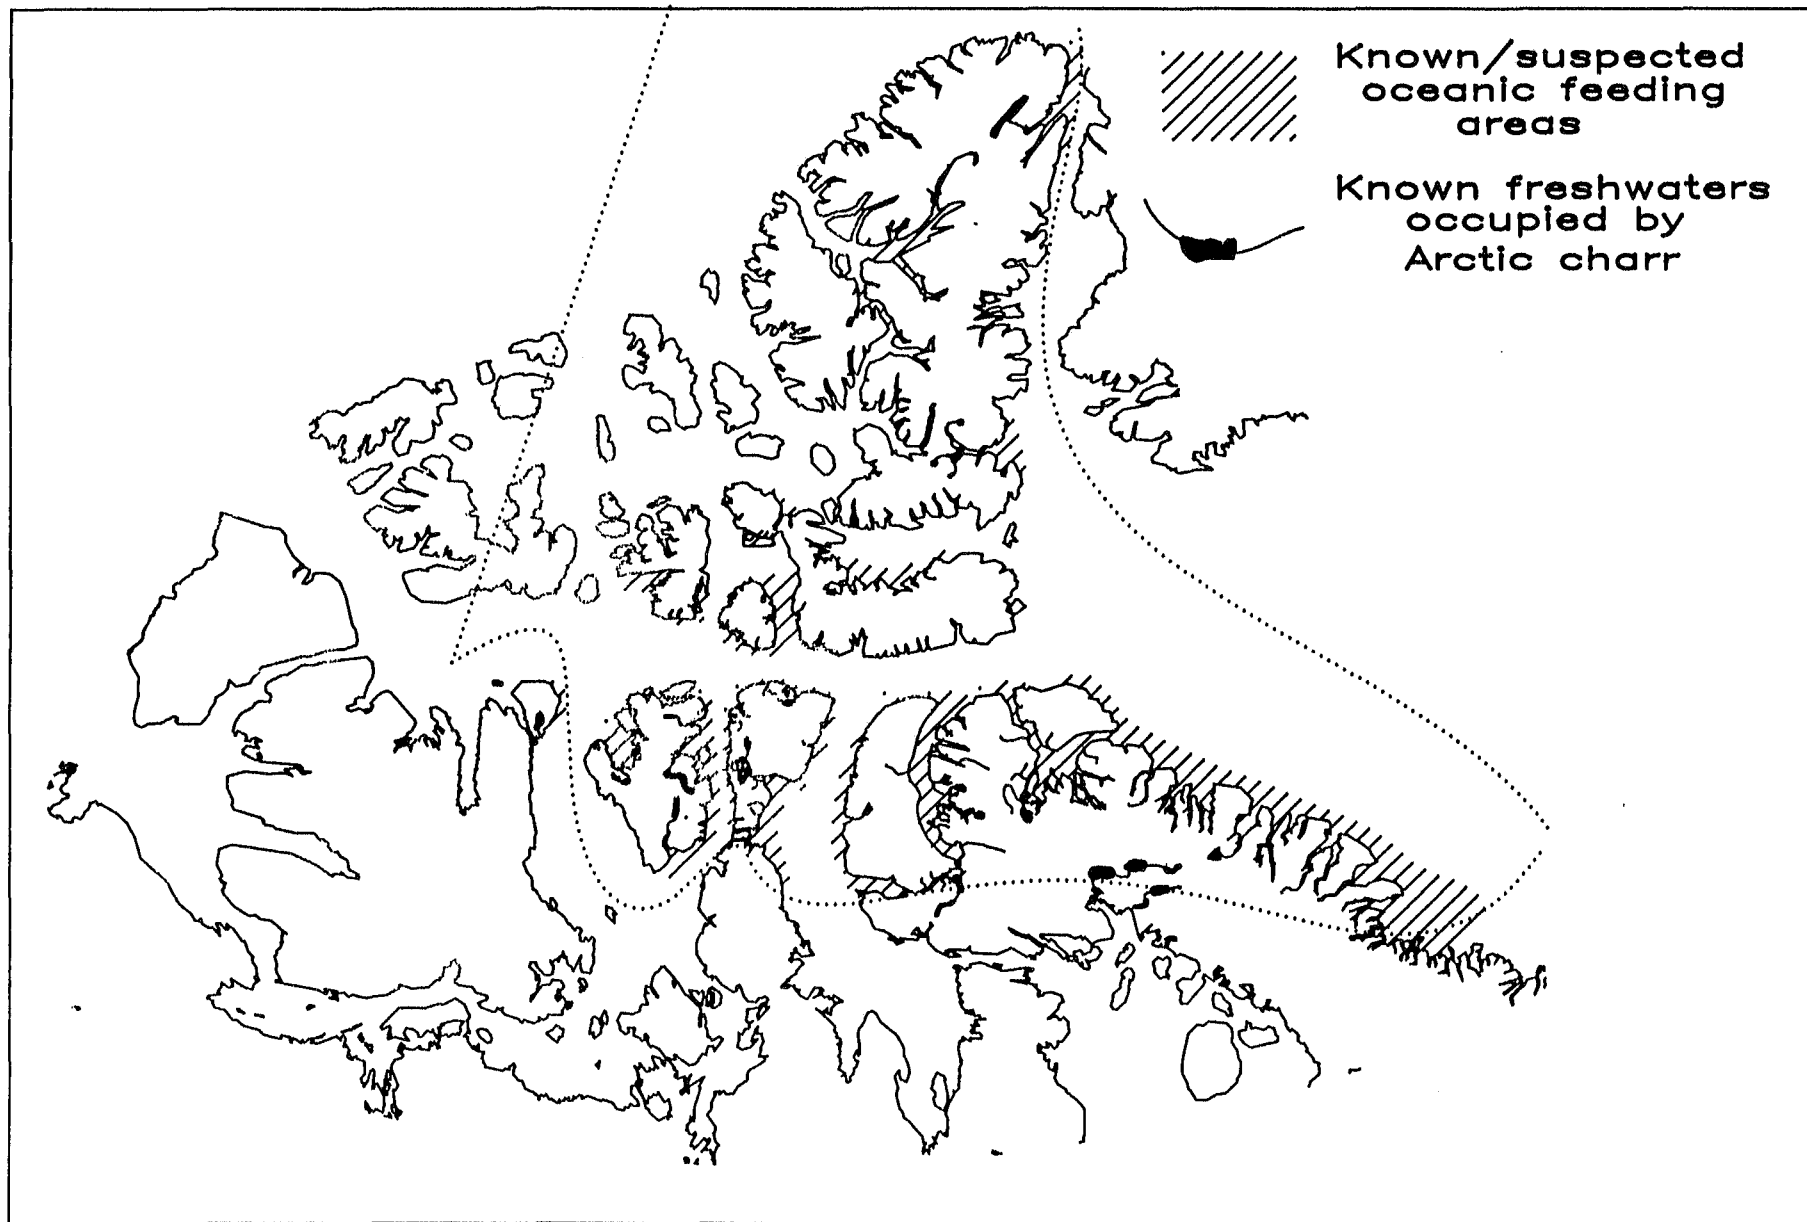 Known/suspected
oceanic feeding
areas
Known freshwaters
occupied by
Arctic charr